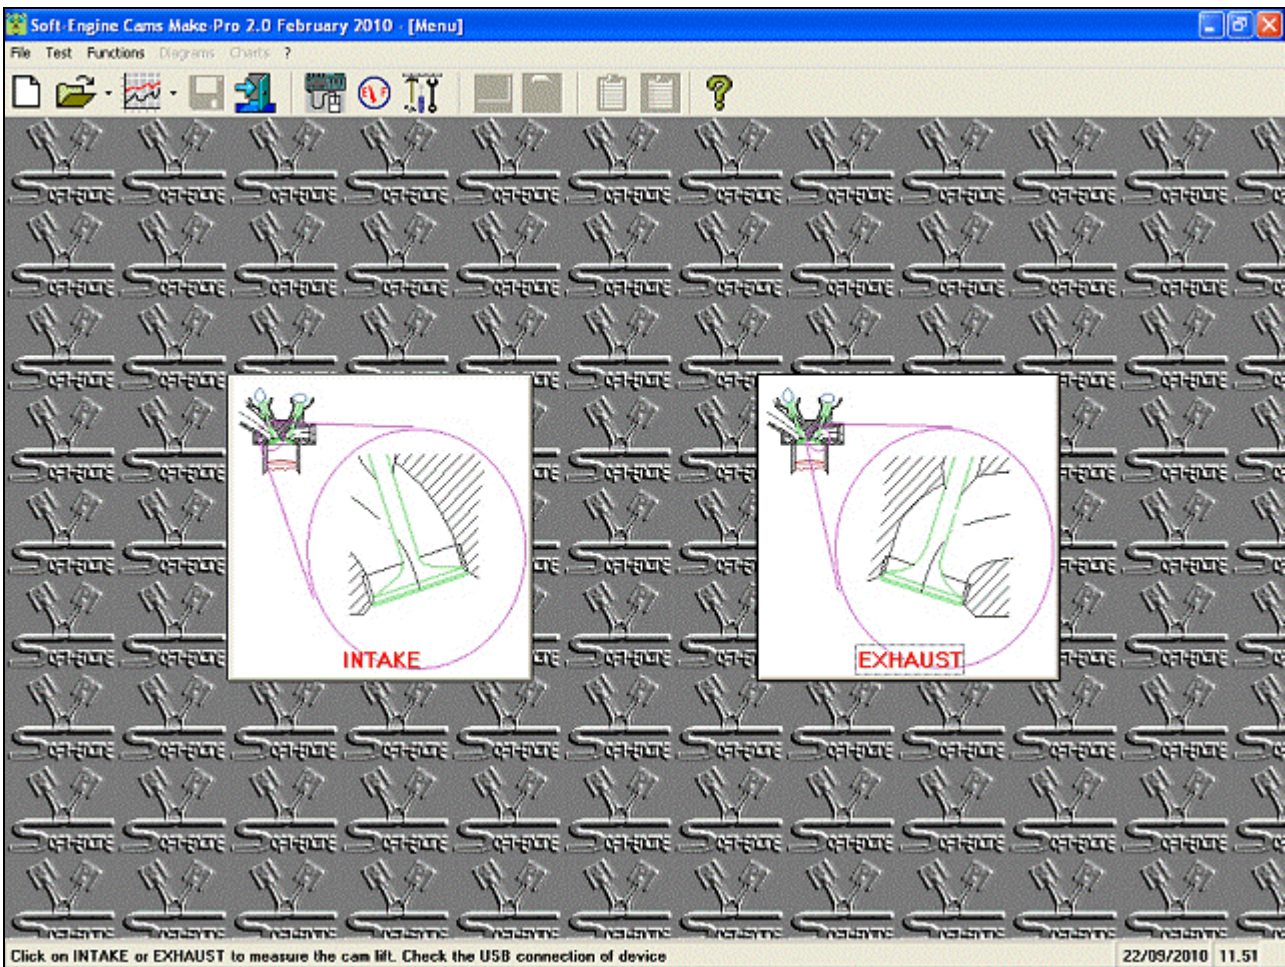 Soft-Engine Cams Make-Pro 2.0 February 2010 - [Menu]
File Test Functions Diagrams Charts ?
INTAKE
EXHAUST
Click on INTAKE or EXHAUST to measure the cam lift. Check the USB connection of device 22/09/2010 11.51